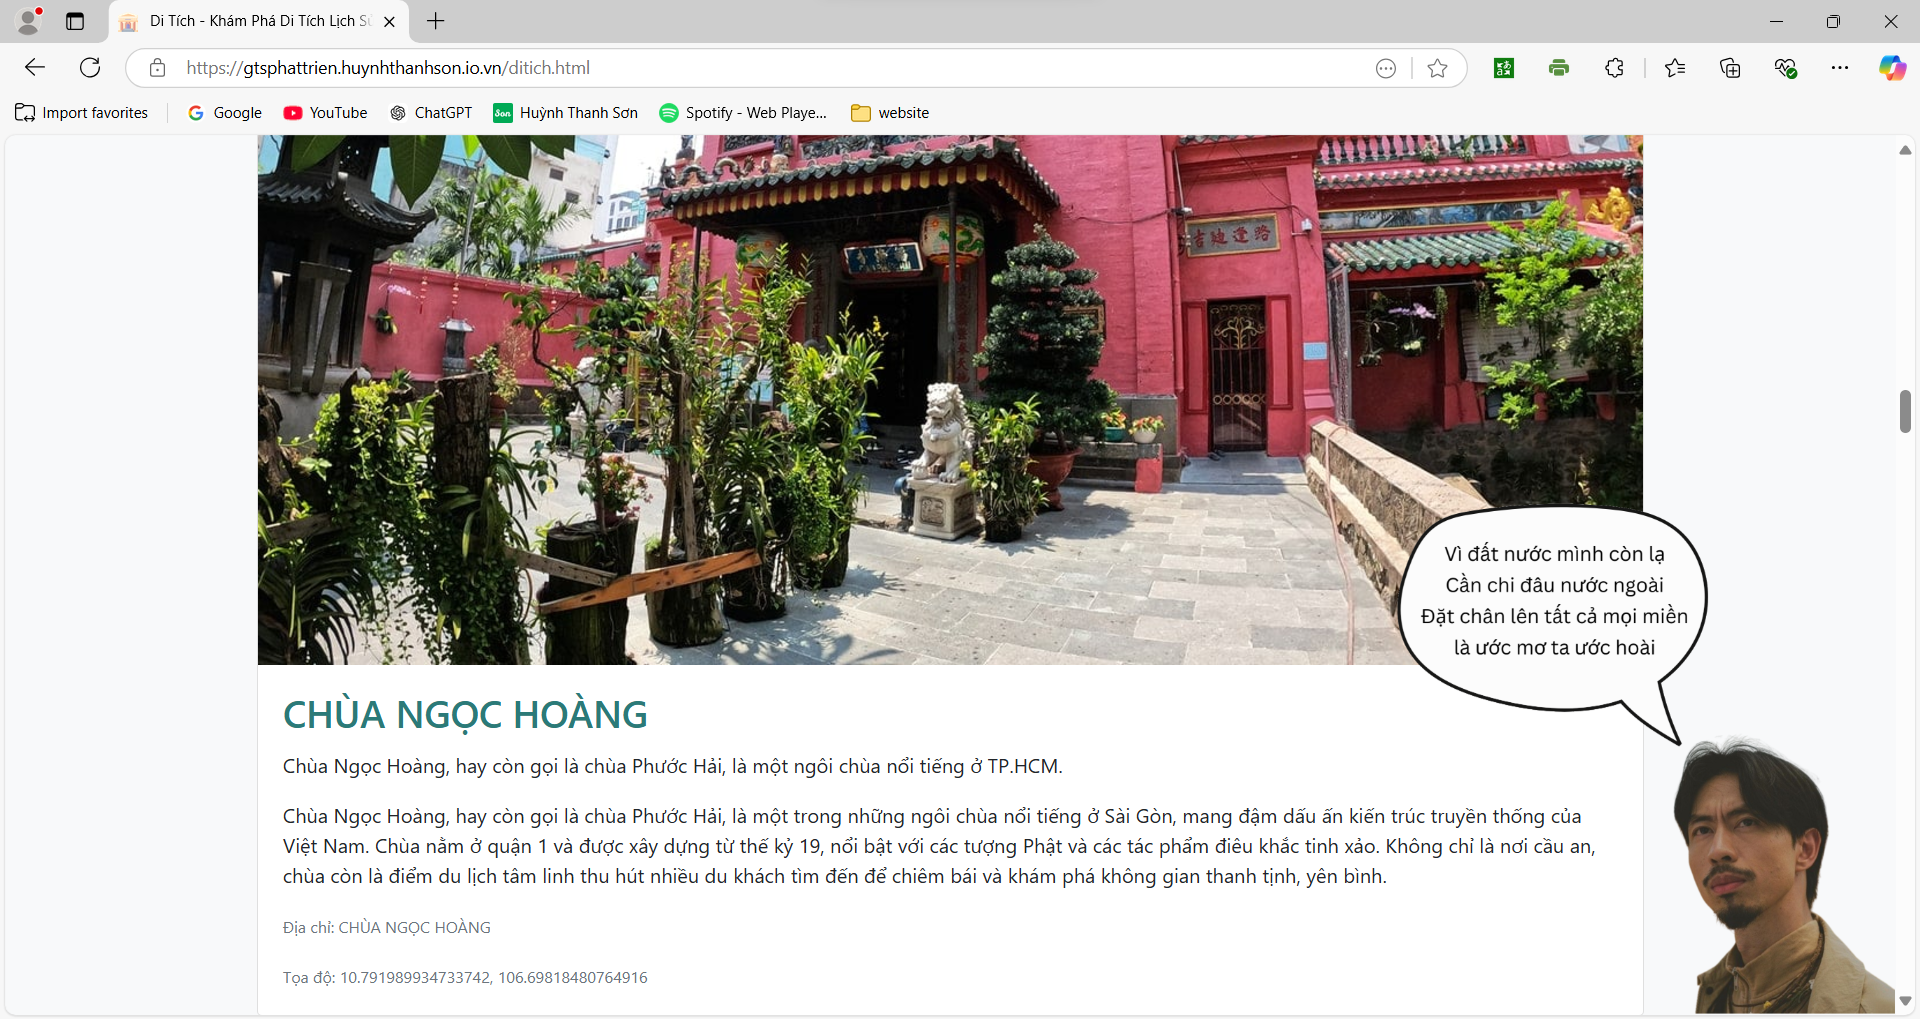 Di Tích - Khám Phá Di Tích Lịch Sử
https://gtsphattrien.huynhthanhson.io.vn/ditich.html
Import favorites
Google
YouTube
ChatGPT
Son
Huỳnh Thanh Sơn
Spotify - Web Playe...
website
吉迪逢路
Vì đất nước mình còn lạ
Cần chi đâu nước ngoài
Đặt chân lên tất cả mọi miền
là ước mơ ta ước hoài
CHÙA NGỌC HOÀNG
Chùa Ngọc Hoàng, hay còn gọi là chùa Phước Hải, là một ngôi chùa nổi tiếng ở TP.HCM.
Chùa Ngọc Hoàng, hay còn gọi là chùa Phước Hải, là một trong những ngôi chùa nổi tiếng ở Sài Gòn, mang đậm dấu ấn kiến trúc truyền thống của
Việt Nam. Chùa nằm ở quận 1 và được xây dựng từ thế kỷ 19, nổi bật với các tượng Phật và các tác phẩm điêu khắc tinh xảo. Không chỉ là nơi cầu an,
chùa còn là điểm du lịch tâm linh thu hút nhiều du khách tìm đến để chiêm bái và khám phá không gian thanh tịnh, yên bình.
Địa chỉ: CHÙA NGỌC HOÀNG
Tọa độ: 10.791989934733742, 106.69818480764916